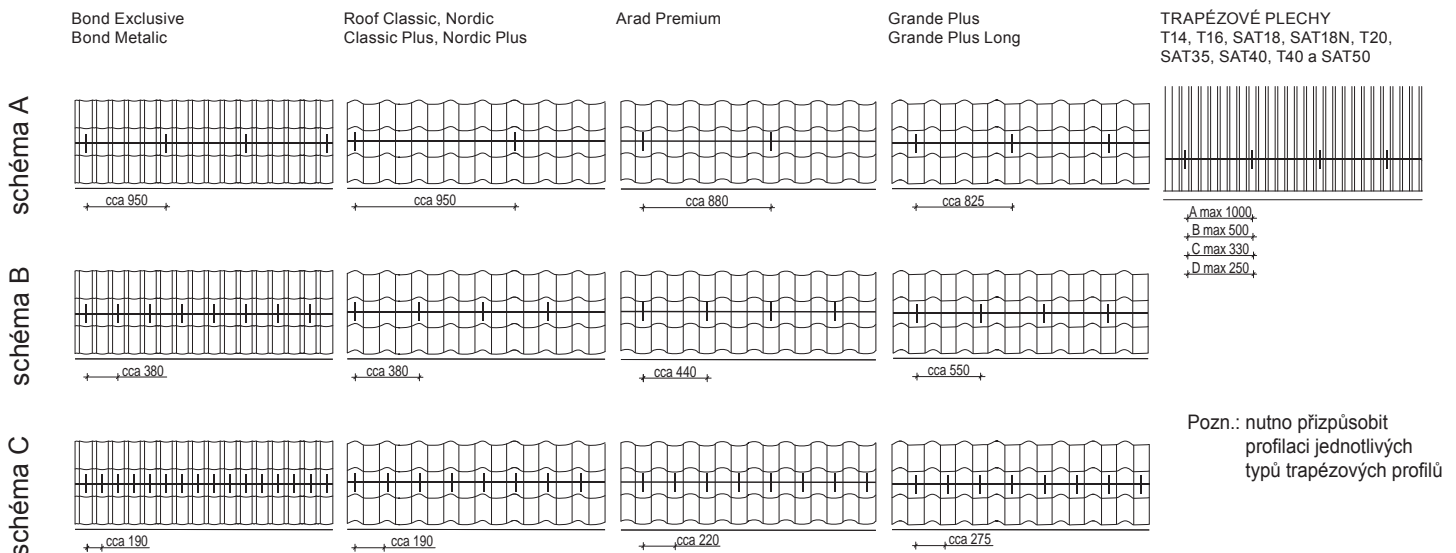 Bond Exclusive
Bond Metalic
Roof Classic, Nordic
Classic Plus, Nordic Plus
Arad Premium
Grande Plus
Grande Plus Long
TRAPÉZOVÉ PLECHY
T14, T16, SAT18, SAT18N, T20,
SAT35, SAT40, T40 a SAT50
schéma A
cca 950
cca 950
cca 880
cca 825
A max 1000
B max 500
C max 330
D max 250
schéma B
cca 380
cca 380
cca 440
cca 550
schéma C
cca 190
cca 190
cca 220
cca 275
Pozn.: nutno přizpůsobit
profilaci jednotlivých
typů trapézových profilů